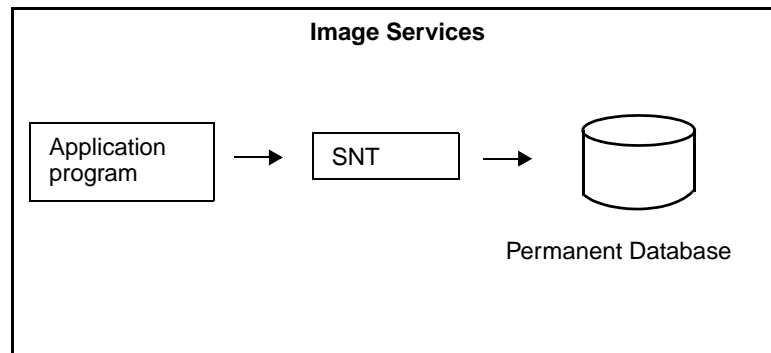 Image Services
Application
program
SNT
Permanent Database